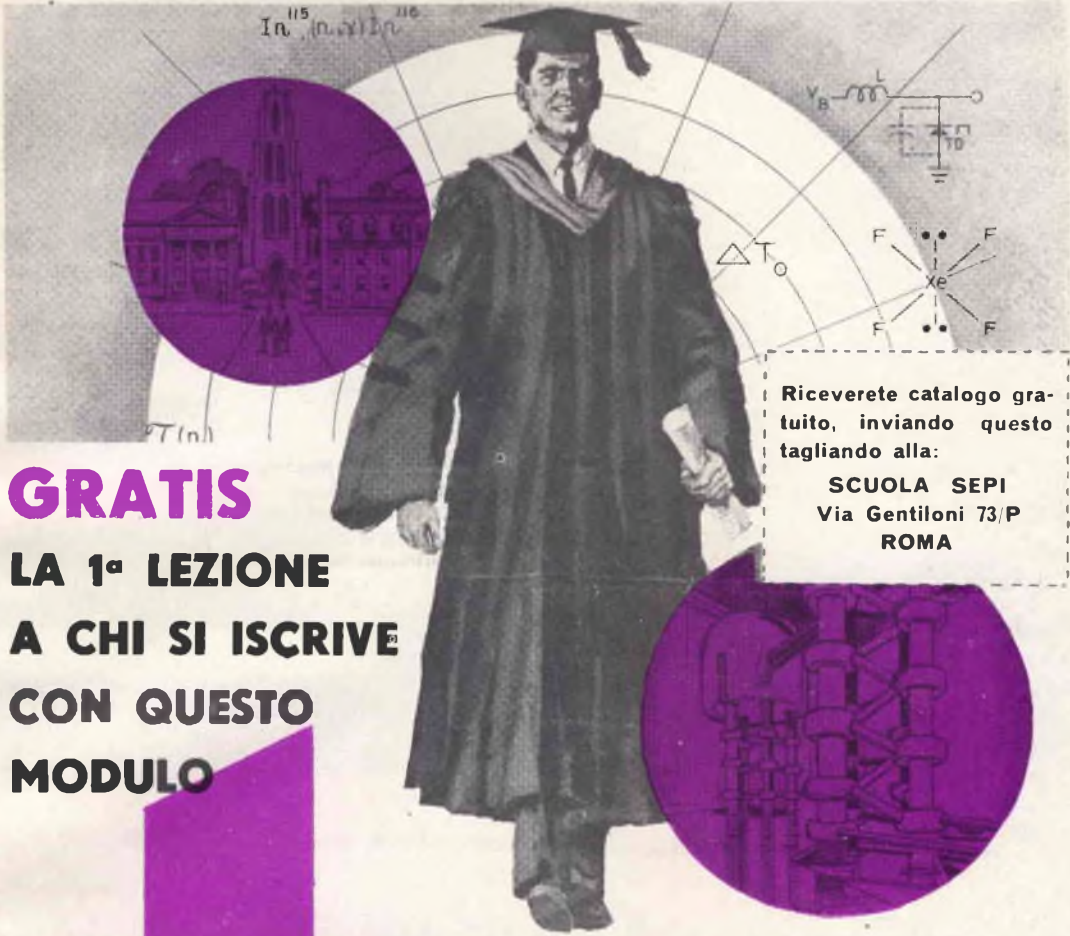 In¹¹⁵ (n,γ) In¹¹⁶
L
V_B
TD
F F
Xe
F F
△ T₀
T(n)
Riceverete catalogo gra-
tuito, inviando questo
tagliando alla:
SCUOLA SEPI
Via Gentiloni 73/P
ROMA
GRATIS
LA 1ª LEZIONE
A CHI SI ISCRIVE
CON QUESTO
MODULO